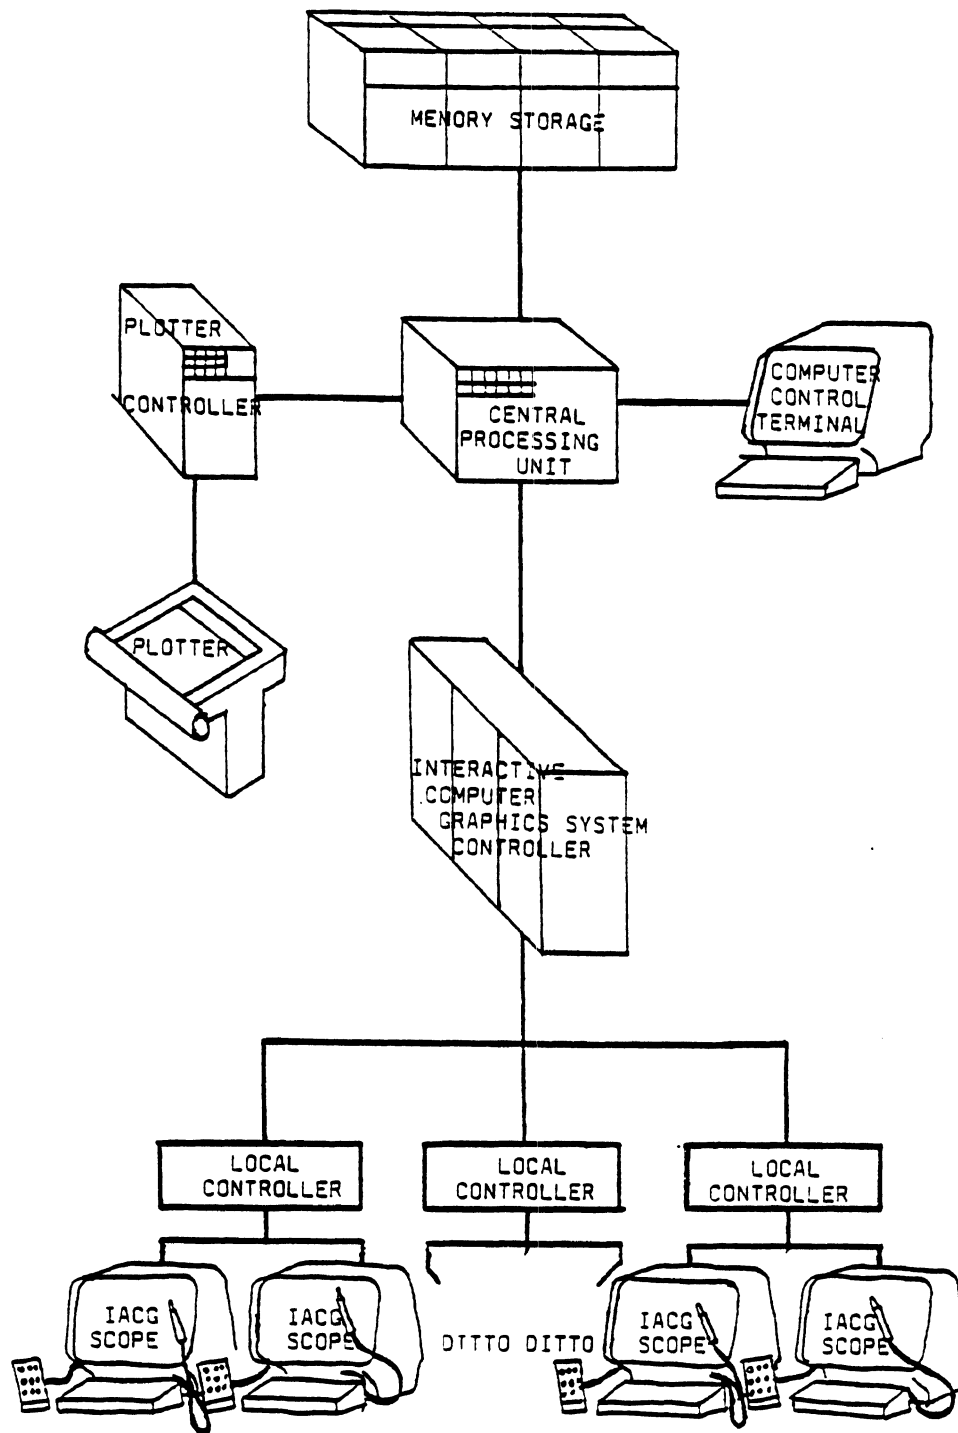 MEMORY STORAGE
PLOTTER
CONTROLLER
CENTRAL
PROCESSING
UNIT
COMPUTER
CONTROL
TERMINAL
PLOTTER
INTERACTIVE
COMPUTER
GRAPHICS SYSTEM
CONTROLLER
LOCAL
CONTROLLER
LOCAL
CONTROLLER
LOCAL
CONTROLLER
IACG
SCOPE
IACG
SCOPE
DITTO DITTO
IACG
SCOPE
IACG
SCOPE